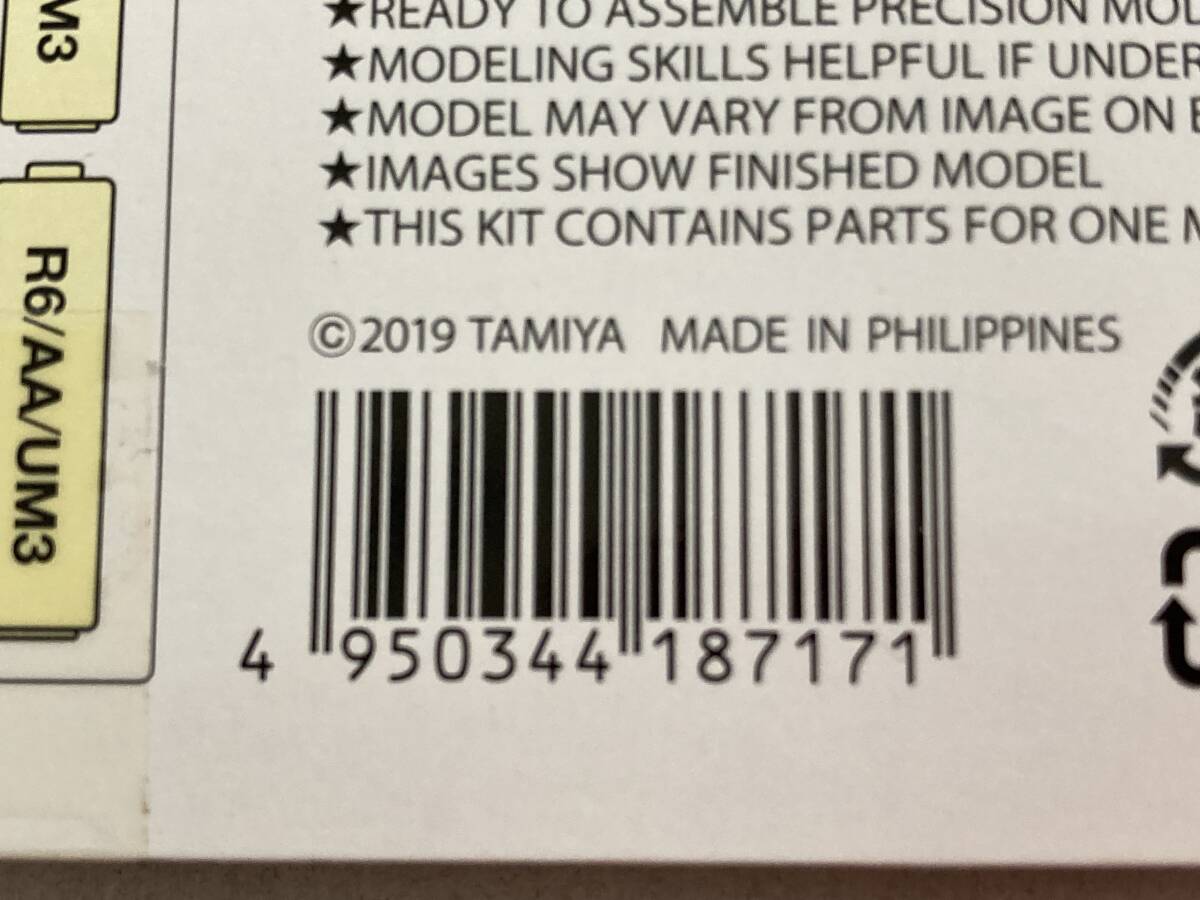 ★READY TO ASSEMBLE PRECISION
★MODELING SKILLS HELPFUL IF UNDER
★MODEL MAY VARY FROM IMAGE ON
★IMAGES SHOW FINISHED MODEL
★THIS KIT CONTAINS PARTS FOR ONE
©2019 TAMIYA MADE IN PHILIPPINES
4 950344 187171
M3
R6/AA/UM3